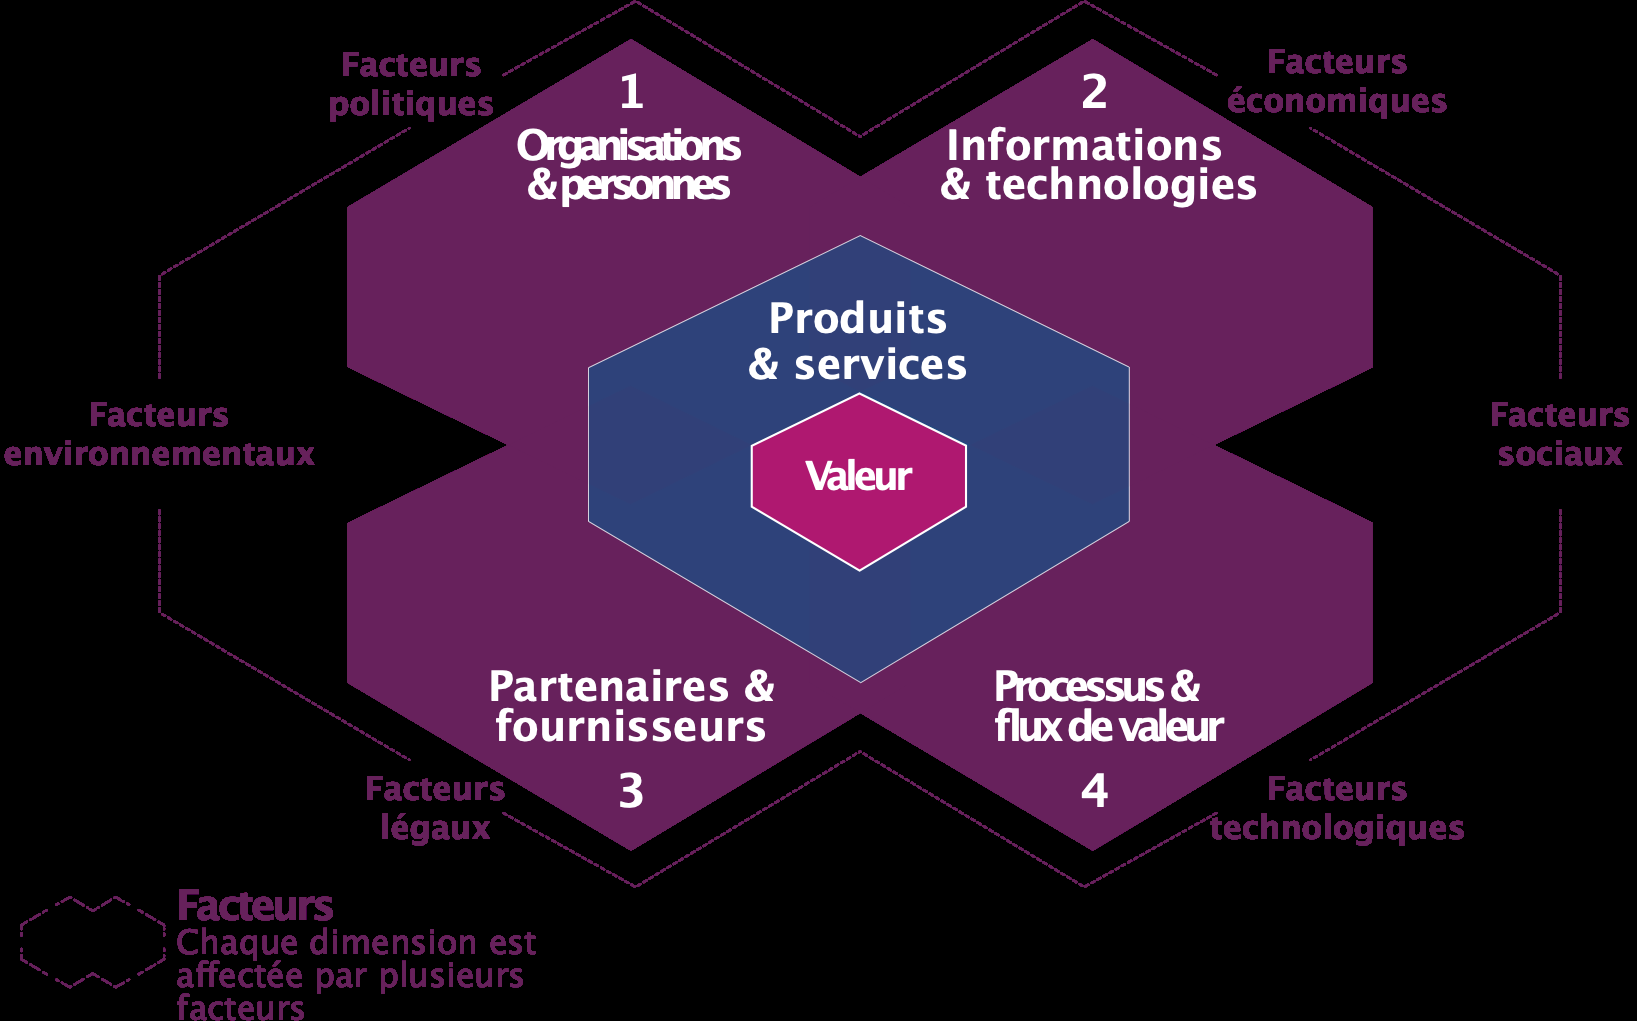 Facteurs
politiques
1
Organisations
& personnes
2
Informations
& technologies
Facteurs
économiques
Produits
& services
Valeur
Facteurs
environnementaux
Facteurs
sociaux
Partenaires &
fournisseurs
3
Processus &
flux de valeur
4
Facteurs
légaux
Facteurs
technologiques
Facteurs
Chaque dimension est
affectée par plusieurs
facteurs